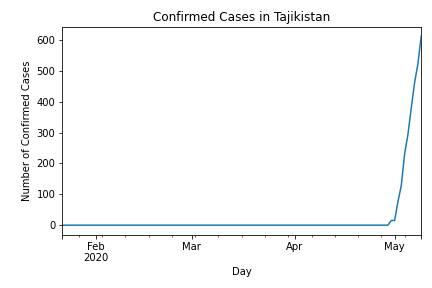 Confirmed Cases in Tajikistan
Number of Confirmed Cases
600
500
400
300
200
100
0
Feb
2020
Mar
Apr
May
Day